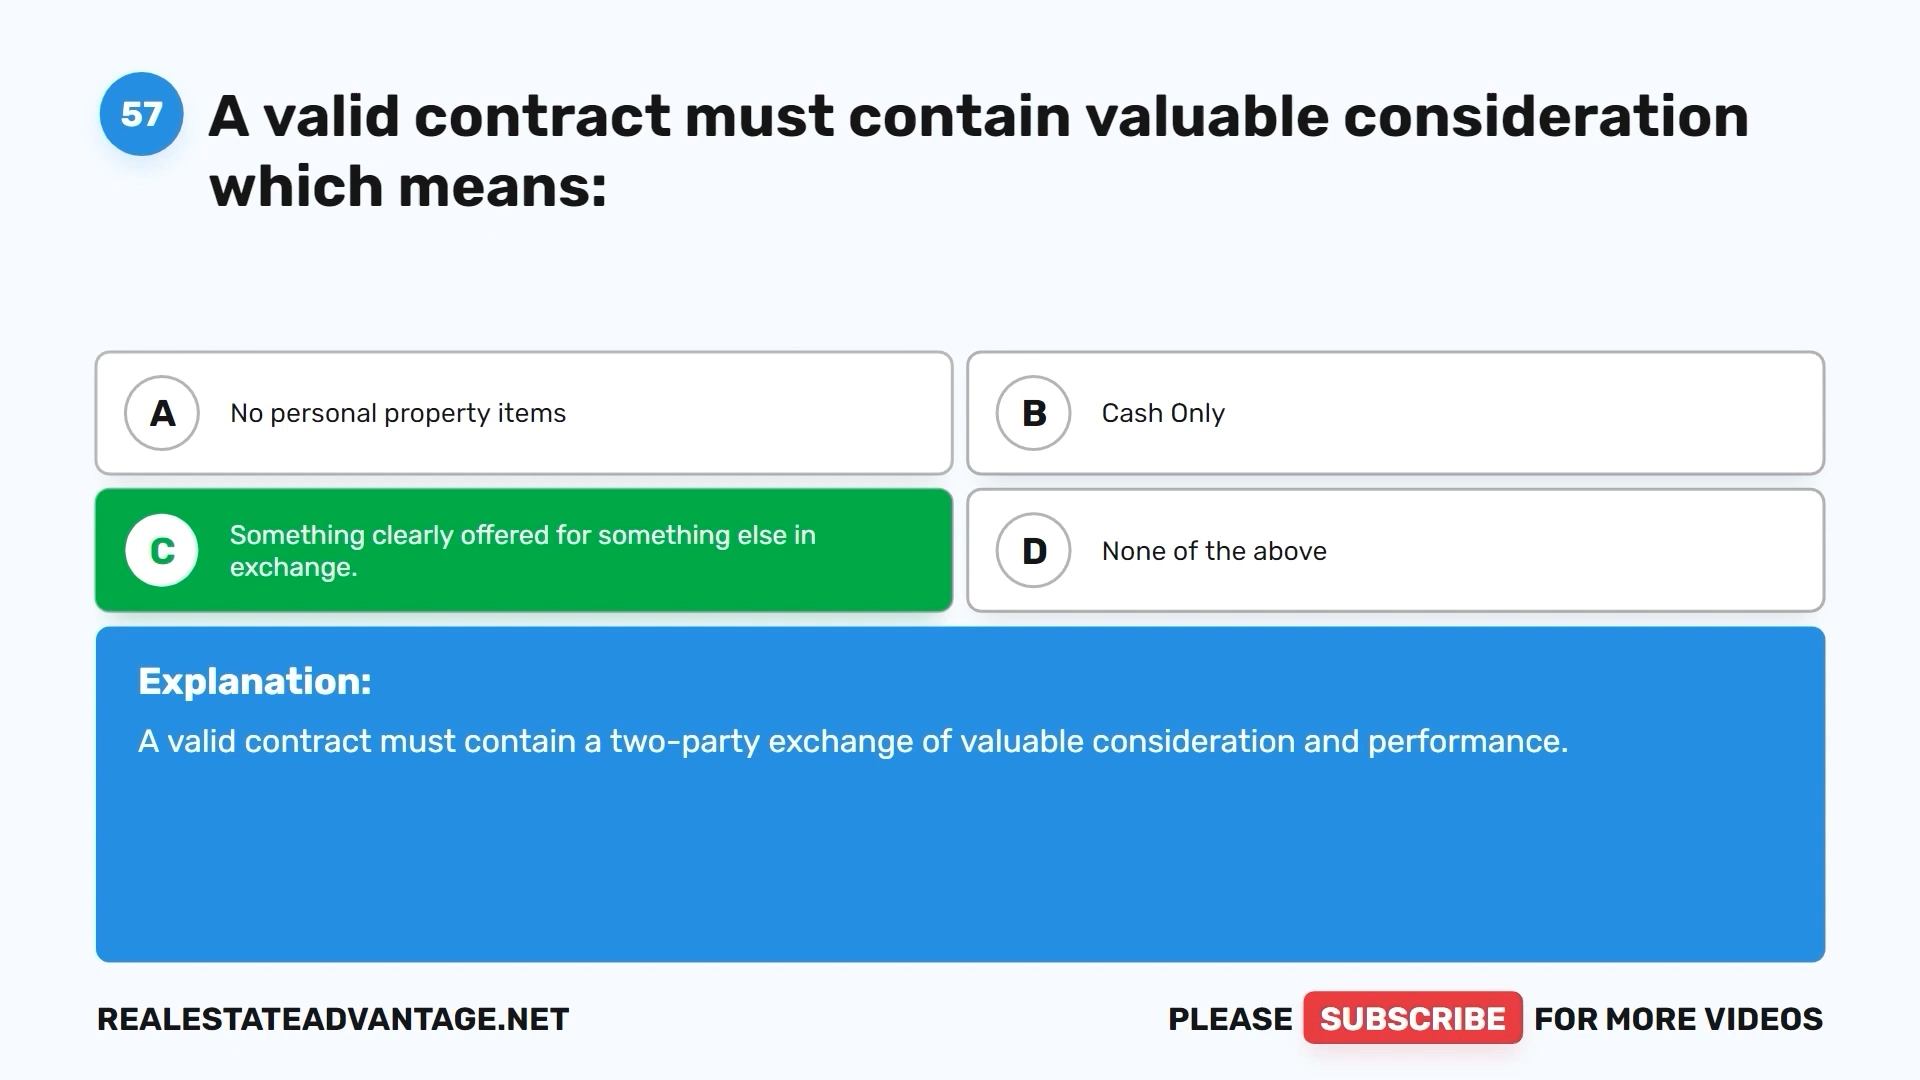 57
A valid contract must contain valuable consideration
which means:
A
No personal property items
B
Cash Only
C
Something clearly offered for something else in
exchange.
D
None of the above
Explanation:
A valid contract must contain a two-party exchange of valuable consideration and performance.
REALESTATEADVANTAGE.NET
PLEASE SUBSCRIBE FOR MORE VIDEOS